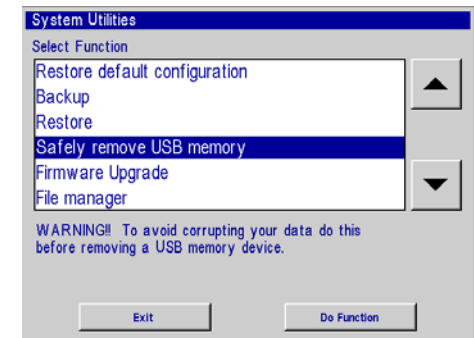 System Utilities
Select Function
Restore default configuration
Backup
Restore
Safely remove USB memory
Firmware Upgrade
File manager
WARNING!! To avoid corrupting your data do this
before removing a USB memory device.
Exit
Do Function